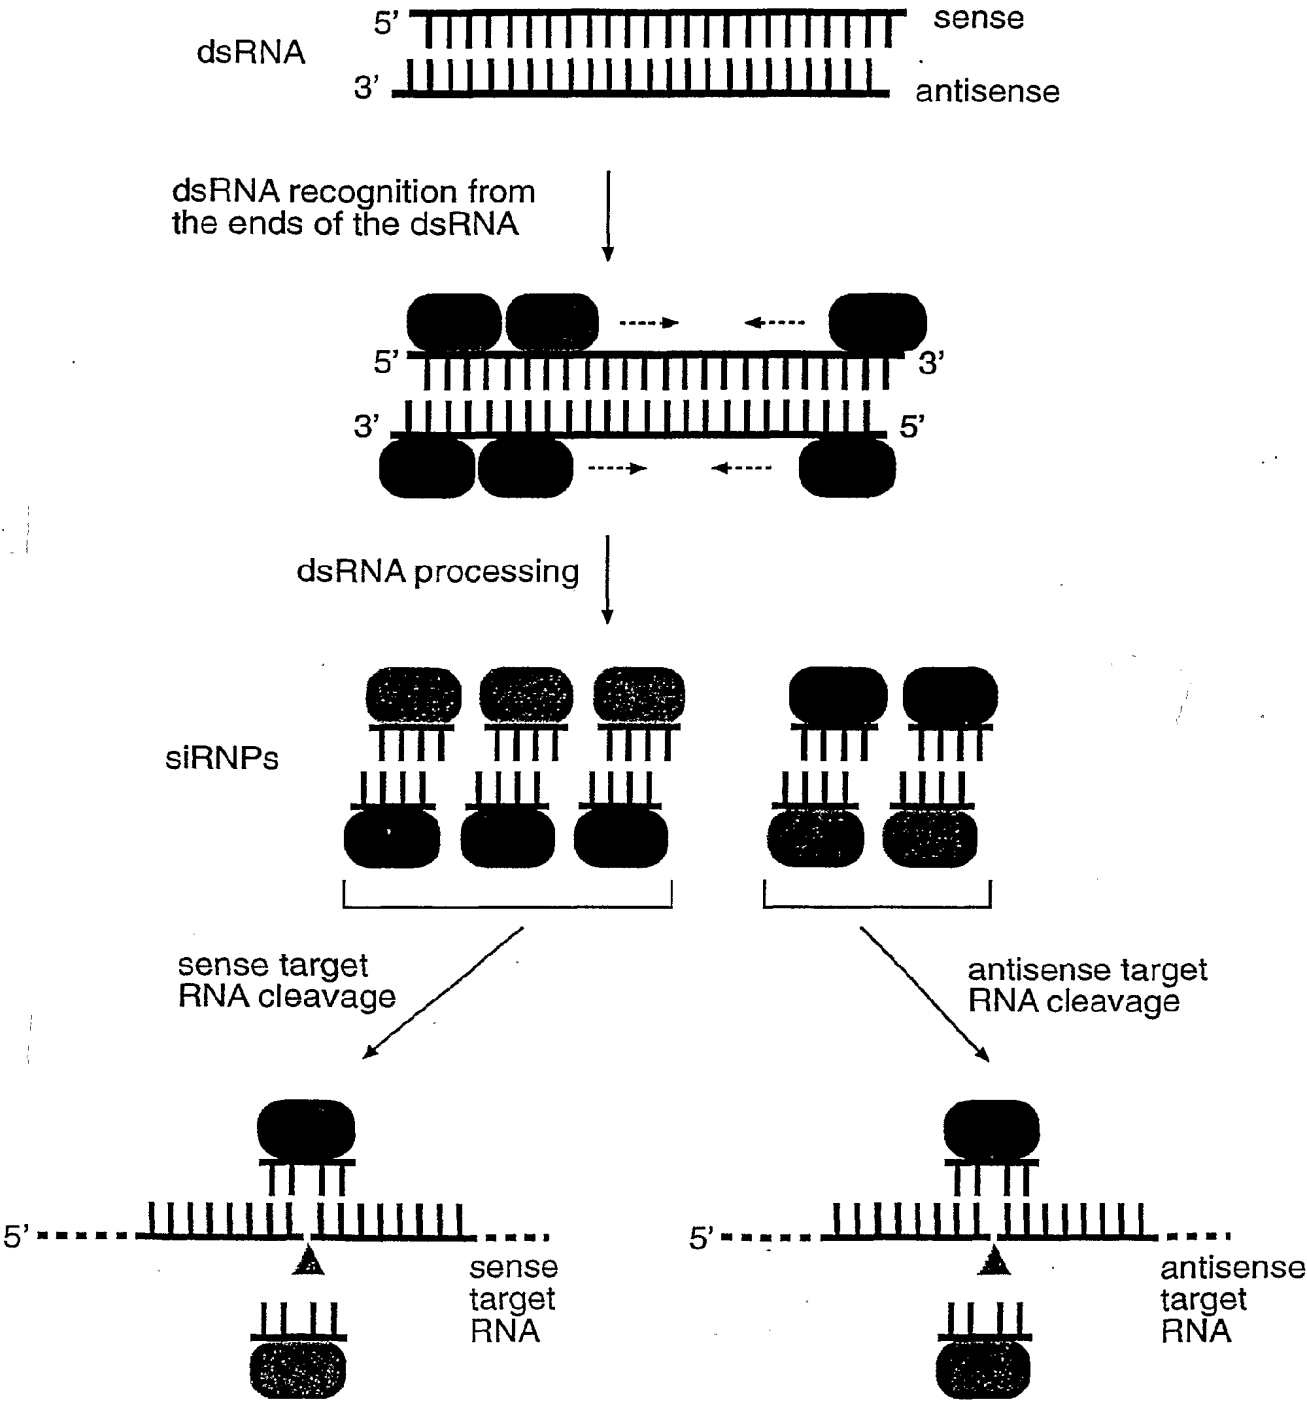 5’
sense
dsRNA
3’
antisense
dsRNA recognition from
the ends of the dsRNA
5’
3’
3’
5’
dsRNA processing
siRNPs
sense target
RNA cleavage
antisense target
RNA cleavage
5’
sense
target
RNA
5’
antisense
target
RNA